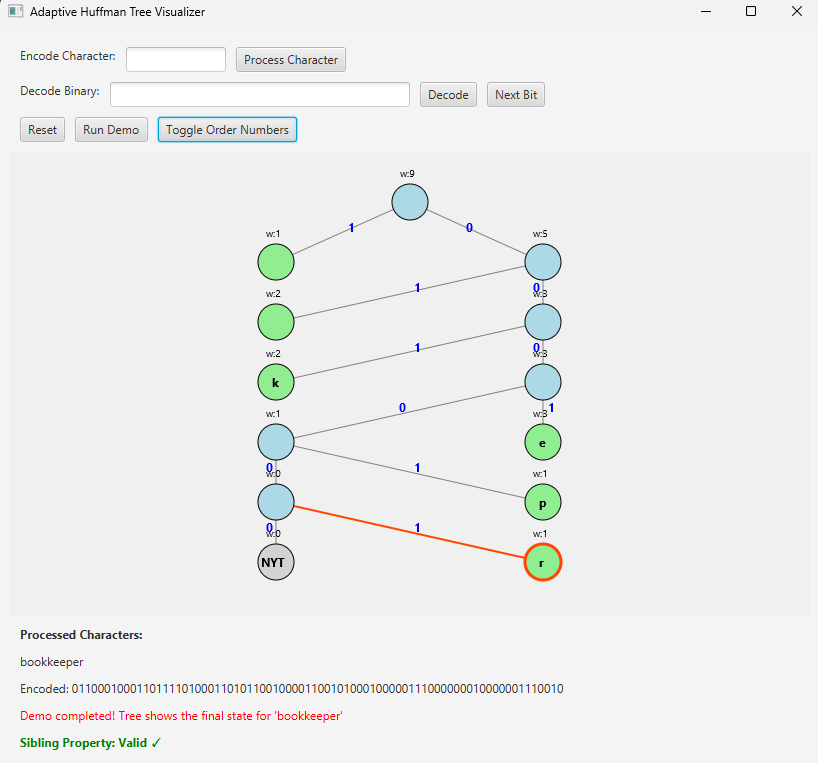 Adaptive Huffman Tree Visualizer
Encode Character: Process Character
Decode Binary: Decode Next Bit
Reset Run Demo Toggle Order Numbers
w:9
1 0
w:1 w:5
1 0
w:2 w:3
1 0
w:2 w:3
k
0 1
w:1 w:3
e
0 1
w:0 w:1
p
0 1
w:0 w:1
NYT r
Processed Characters:
bookkeeper
Encoded: 01100010001101111010001101011001000011001010001000001110000000010000001110010
Demo completed! Tree shows the final state for 'bookkeeper'
Sibling Property: Valid ✓